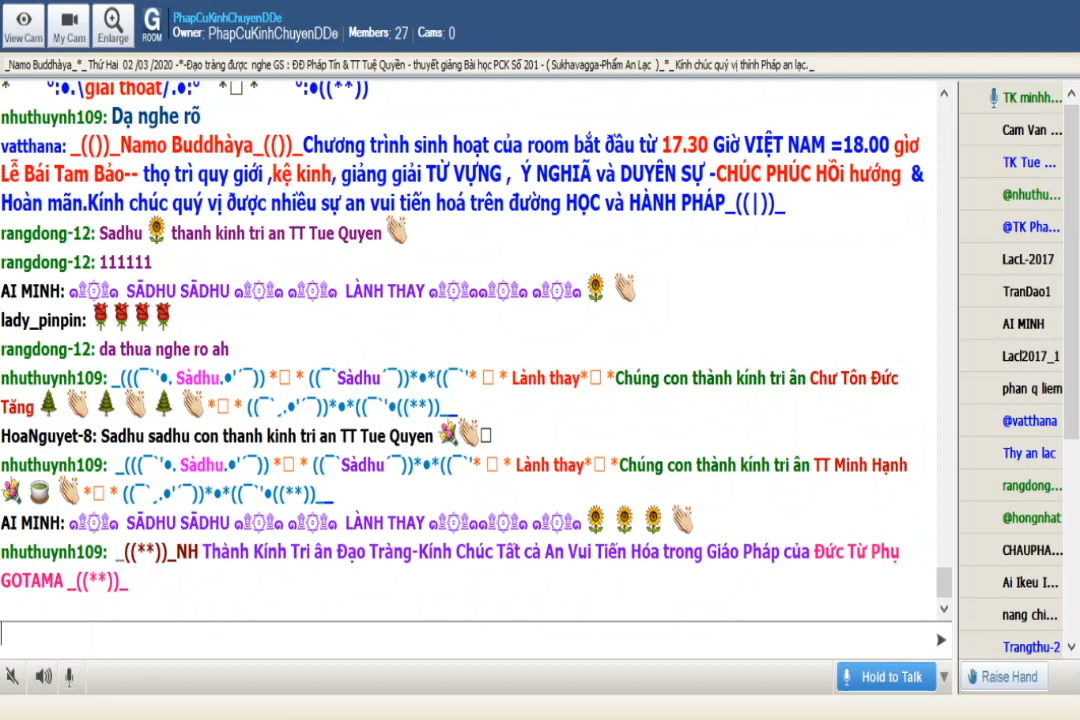 PhapCuKinhChuyenDDe
Owner: PhapCuKinhChuyenDDe Members: 27 Cams: 0
View Cam My Cam Enlarge G ROOM
_Namo Buddhàya_*_ Thứ Hai 02 /03 /2020 -*-Đạo tràng được nghe GS : ĐĐ Pháp Tín & TT Tuệ Quyền - thuyết giảng Bài học PCK Số 201 - ( Sukhavagga-Phẩm An Lạc )_*_Kính chúc quý vị thính Pháp an lạc._
giải thoát
nhuthuynh109: Dạ nghe rõ
vatthana: _(())_Namo Buddhàya_(())_Chương trình sinh hoạt của room bắt đầu từ 17.30 Giờ VIỆT NAM =18.00 giơ
Lễ Bái Tam Bảo-- thọ trì quy giới ,kệ kinh, giảng giải TỪ VỰNG , Ý NGHIÃ và DUYÊN SỰ -CHÚC PHÚC HỒi hướng &
Hoàn mãn.Kính chúc quý vị được nhiều sự an vui tiến hoá trên đường HỌC và HÀNH PHÁP_((|))_
rangdong-12: Sadhu 🌻 thanh kinh tri an TT Tue Quyen 👏
rangdong-12: 111111
AI MINH: SĀDHU SĀDHU LÀNH THAY 🌻 👏
lady_pinpin: 🌹🌹🌹🌹
rangdong-12: da thua nghe ro ah
nhuthuynh109: _(((¯`'•. Sàdhu.•'´¯)) *□ * ((¯`Sàdhu´¯))*•*((¯`'* □ * Lành thay*□ *Chúng con thành kính tri ân Chư Tôn Đức
Tăng 🌲 👏 🌲 👏 🌲 👏 *□ * ((¯`¸.•'´¯))*•*((¯`'•((**))__
HoaNguyet-8: Sadhu sadhu con thanh kinh tri an TT Tue Quyen 💐👏□
nhuthuynh109: _(((¯`'•. Sàdhu.•'´¯)) *□ * ((¯`Sàdhu´¯))*•*((¯`'* □ * Lành thay*□ *Chúng con thành kính tri ân TT Minh Hạnh
💐 🍵 👏 *□ * ((¯`¸.•'´¯))*•*((¯`'•((**))__
AI MINH: SĀDHU SĀDHU LÀNH THAY 🌻 🌻 🌻 👏
nhuthuynh109: _((**))_NH Thành Kính Tri ân Đạo Tràng-Kính Chúc Tất cả An Vui Tiến Hóa trong Giáo Pháp của Đức Từ Phụ
GOTAMA _((**))_
Hold to Talk
TK minhh...
Cam Van ...
TK Tue ...
@nhuthu...
@TK Pha...
LacL-2017
TranDao1
AI MINH
Lacl2017_1
phan q liem
@vatthana
Thy an lac
rangdong...
@hongnhat
CHAUPHA...
Ai Ikeu I...
nang chi...
Trangthu-2
Raise Hand